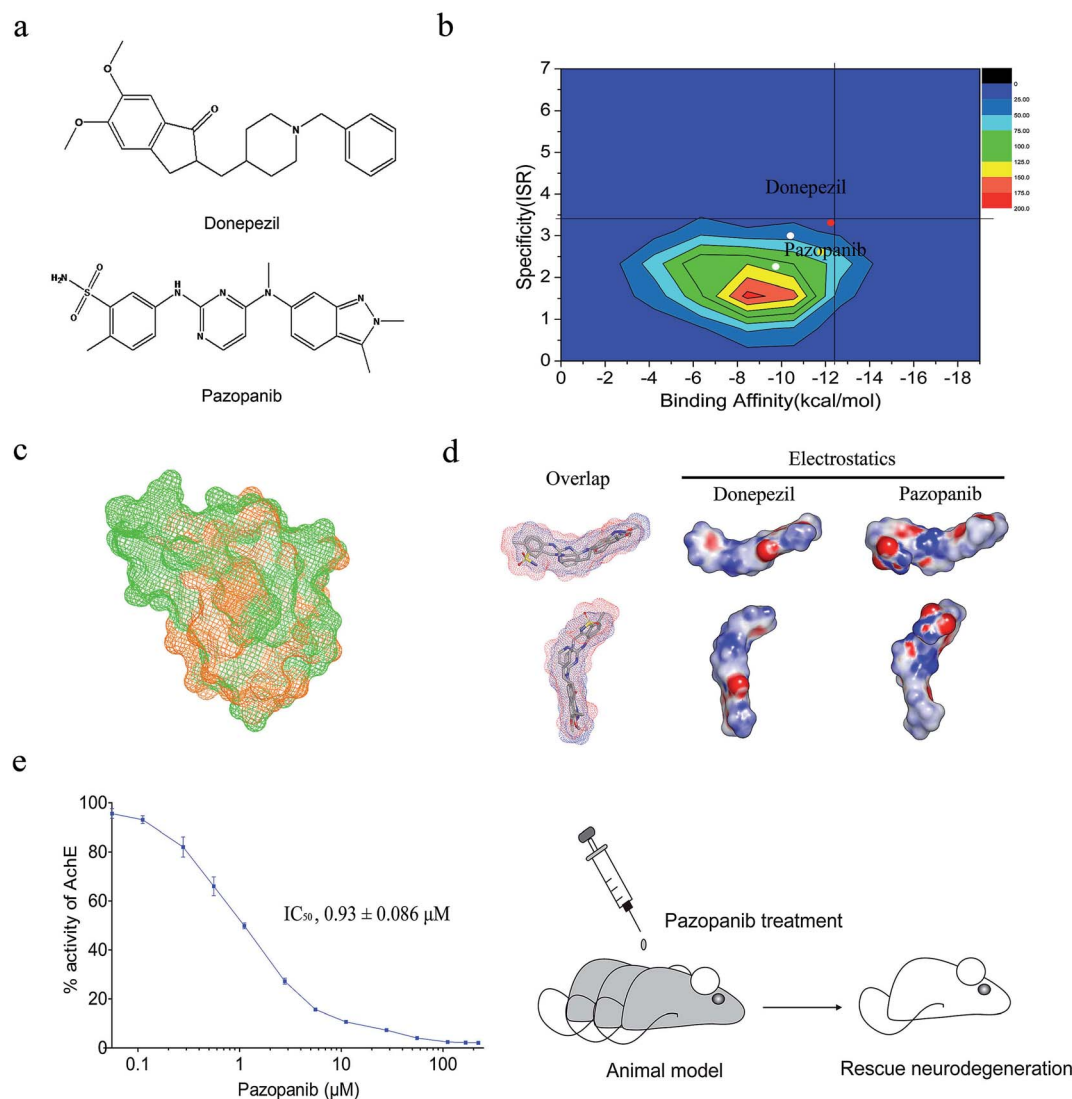 a
O
O
O
N
Donepezil
H₂N
O
S
O
H
N
N
N
N
N
N
Pazopanib
b
7
6
5
4
3
2
1
0
Specificity(ISR)
Donepezil
Pazopanib
0 -2 -4 -6 -8 -10 -12 -14 -16 -18
Binding Affinity(kcal/mol)
0
25.00
50.00
75.00
100.0
125.0
150.0
175.0
200.0
c
d
Overlap
Electrostatics
Donepezil
Pazopanib
e
100
80
60
40
20
0
% activity of AchE
IC₅₀ , 0.93 ± 0.086 µM
0.1 1 10 100
Pazopanib (µM)
Pazopanib treatment
Animal model
Rescue neurodegeneration